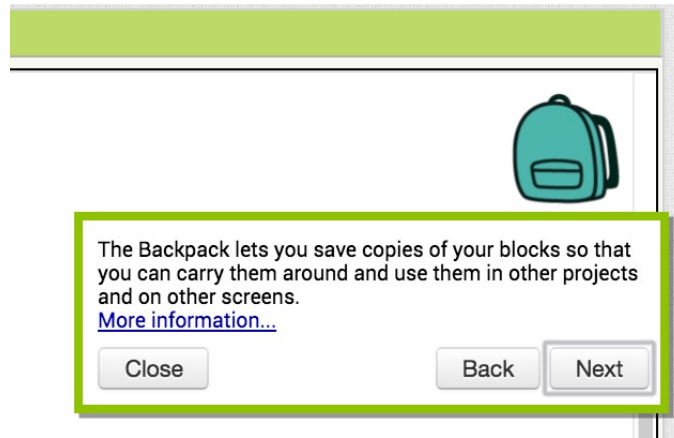 The Backpack lets you save copies of your blocks so that
you can carry them around and use them in other projects
and on other screens.
More information...
Close
Back
Next